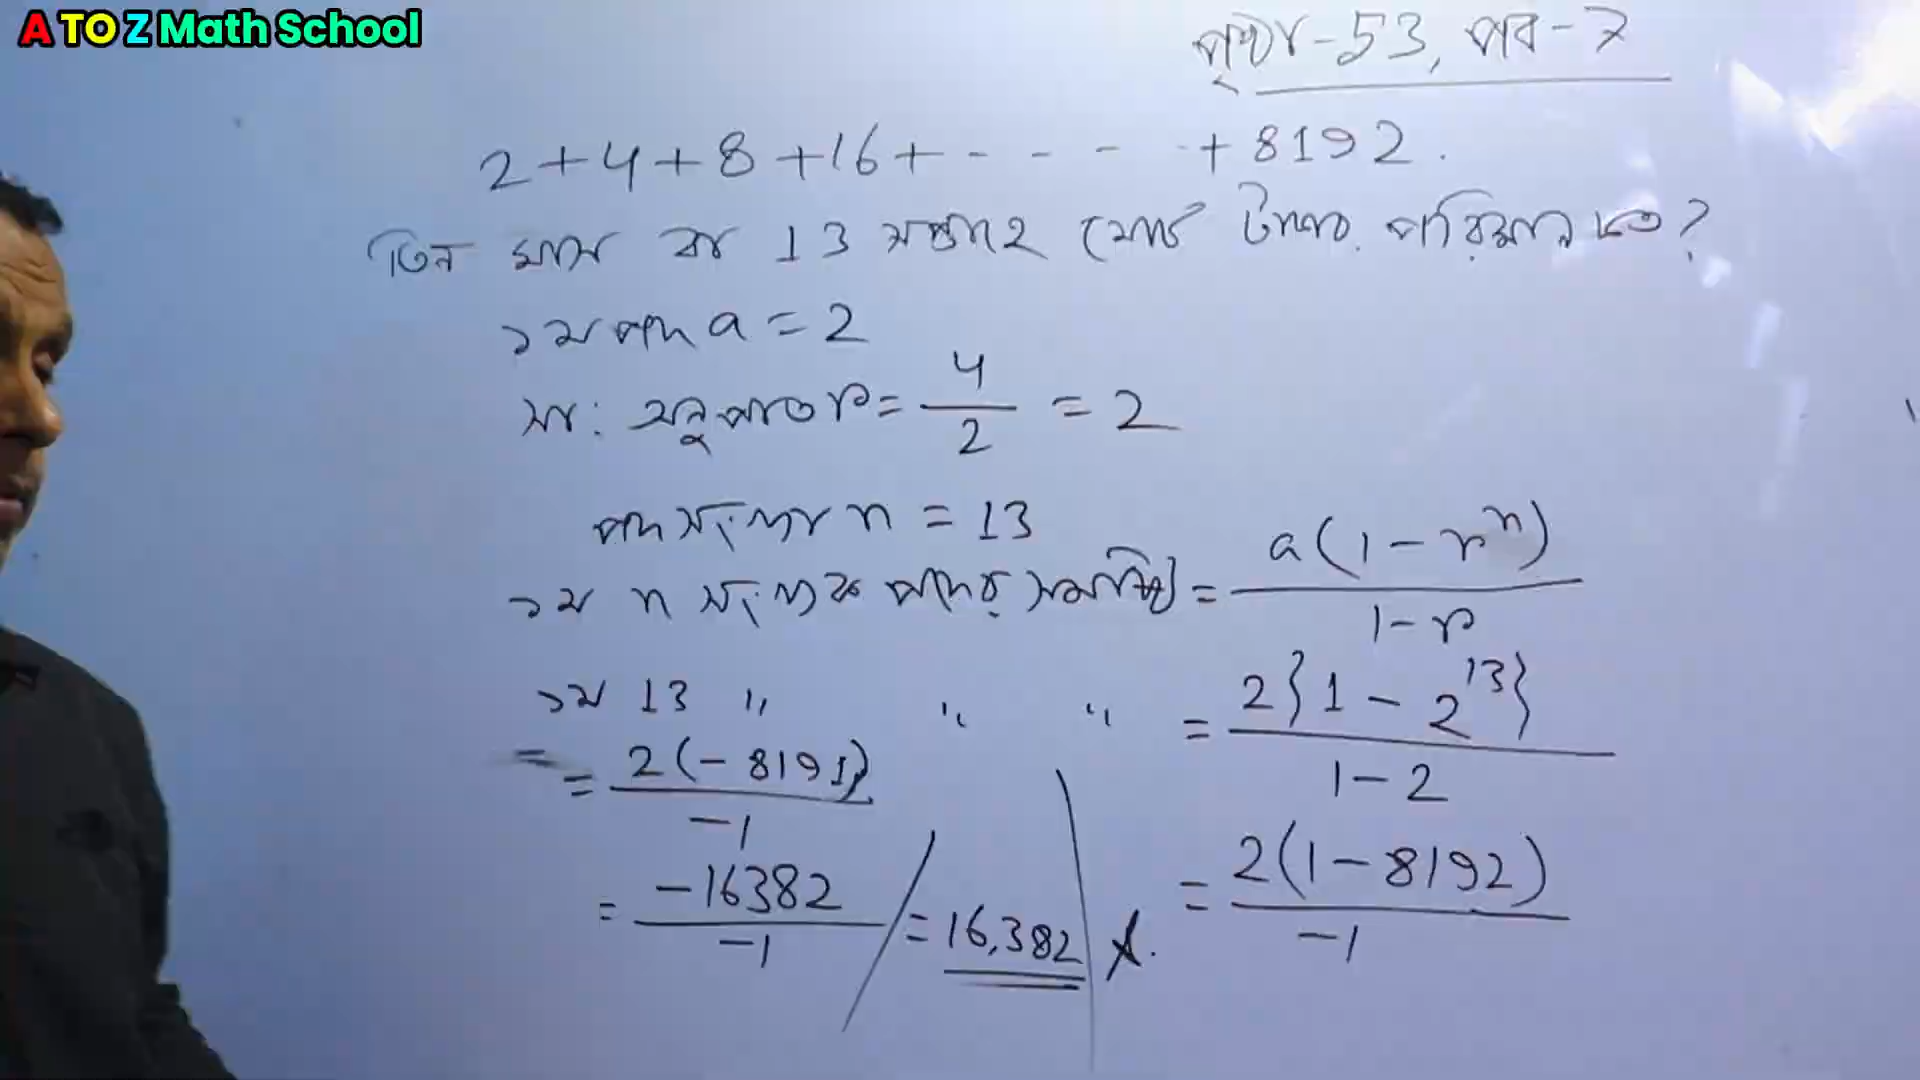 A TO Z Math School
পৃষ্ঠা-53, পর্ব-7
2+4+8+16+- - - - +8192.
তিন মাস বা 13 সপ্তাহে মোট টাকার পরিমান কত?
১ম পদ a = 2
সা: অনুপাত r = 4/2 = 2
পদ সংখ্যা n = 13
১ম n সংখ্যক পদের সমষ্টি = a(1-rⁿ)/1-r
১ম 13 " " " = 2{1-2¹³}/1-2
= 2(1-8192)/-1
= 2(-8191)/-1
= -16382/-1 = 16,382